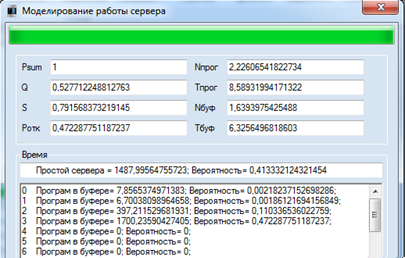 Моделирование работы сервера
Psum 1 Nпрог 2.22606541822734
Q 0,527712248812763 Tпрог 8.58931994171322
S 0,791568373219145 Nбуф 1,6393975425488
Pотк 0,472287751187237 Tбуф 6,3256496818603
Время
Простой сервера = 1487,99564755723; Вероятность= 0,413332124321454
0 Програм в буфере= 7,8565374971383; Вероятность= 0,00218237152698286;
1 Програм в буфере= 6,70038098964658; Вероятность= 0,00186121694156849;
2 Програм в буфере= 397,211529681931; Вероятность= 0,110336536022759;
3 Програм в буфере= 1700,23590427405; Вероятность= 0,472287751187237;
4 Програм в буфере= 0; Вероятность= 0;
5 Програм в буфере= 0; Вероятность= 0;
6 Програм в буфере= 0; Вероятность= 0;